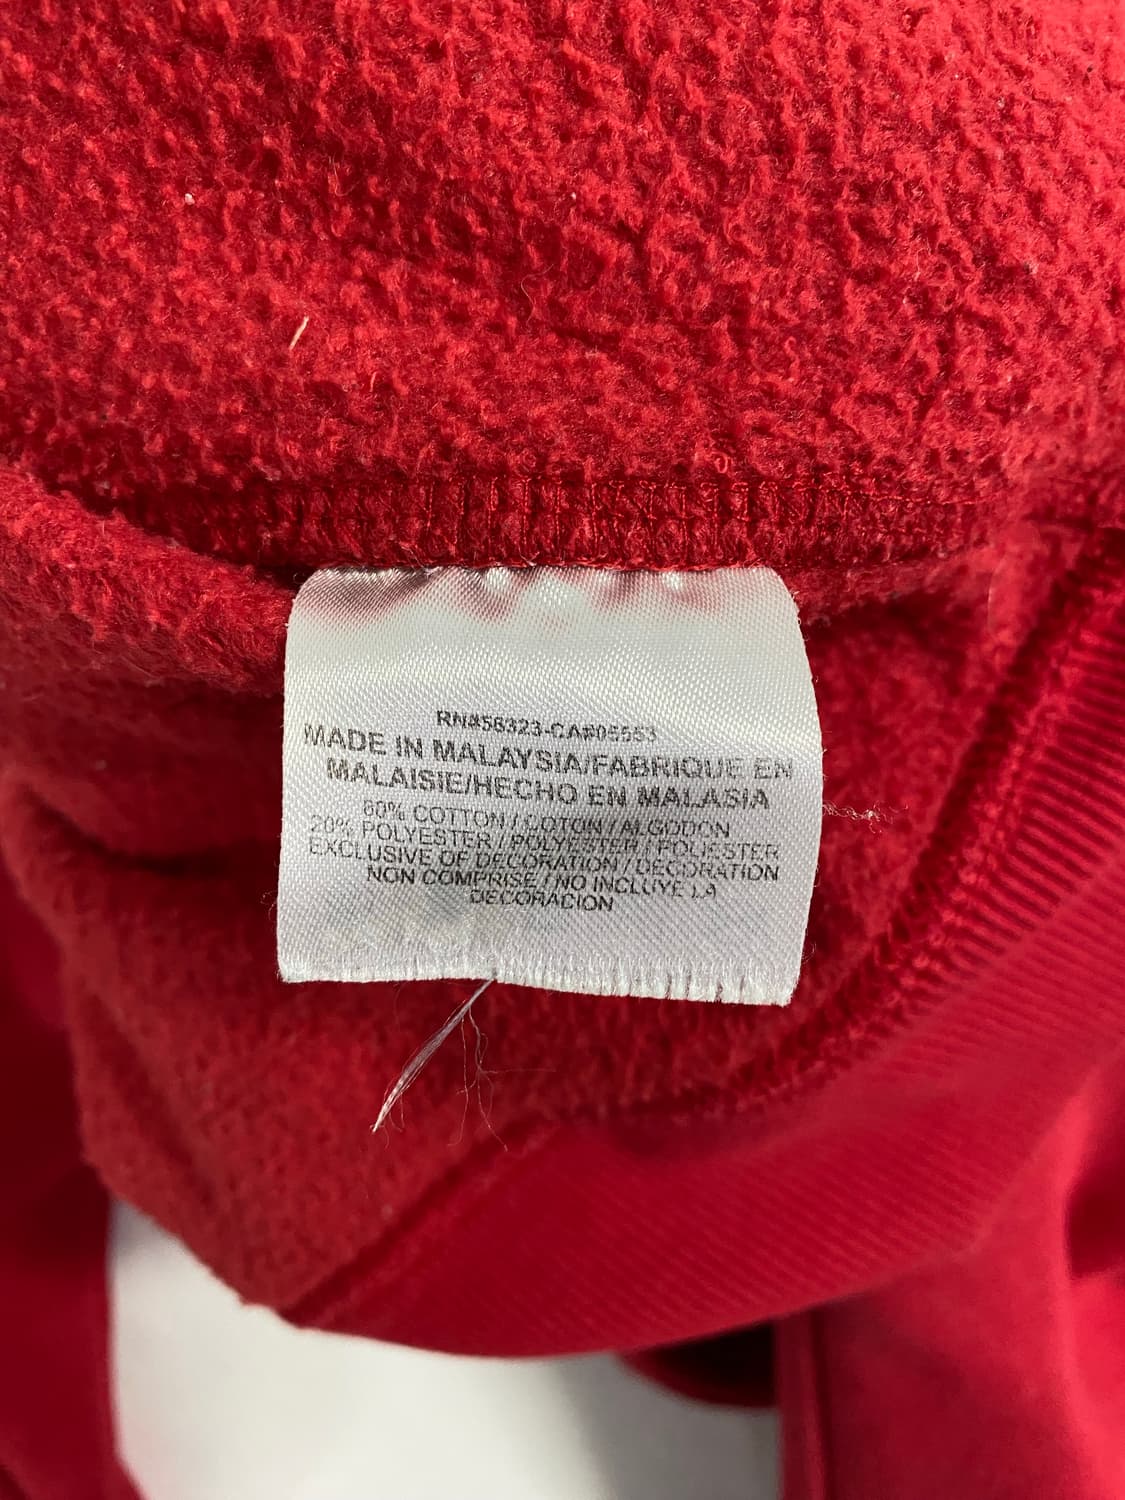 RN#56323-CA#05553
MADE IN MALAYSIA/FABRIQUE EN
MALAISIE/HECHO EN MALASIA
80% COTTON / COTON / ALGODON
20% POLYESTER / POLYESTER / POLIESTER
EXCLUSIVE OF DECORATION / DECORATION
NON COMPRISE / NO INCLUYE LA
DECORACION